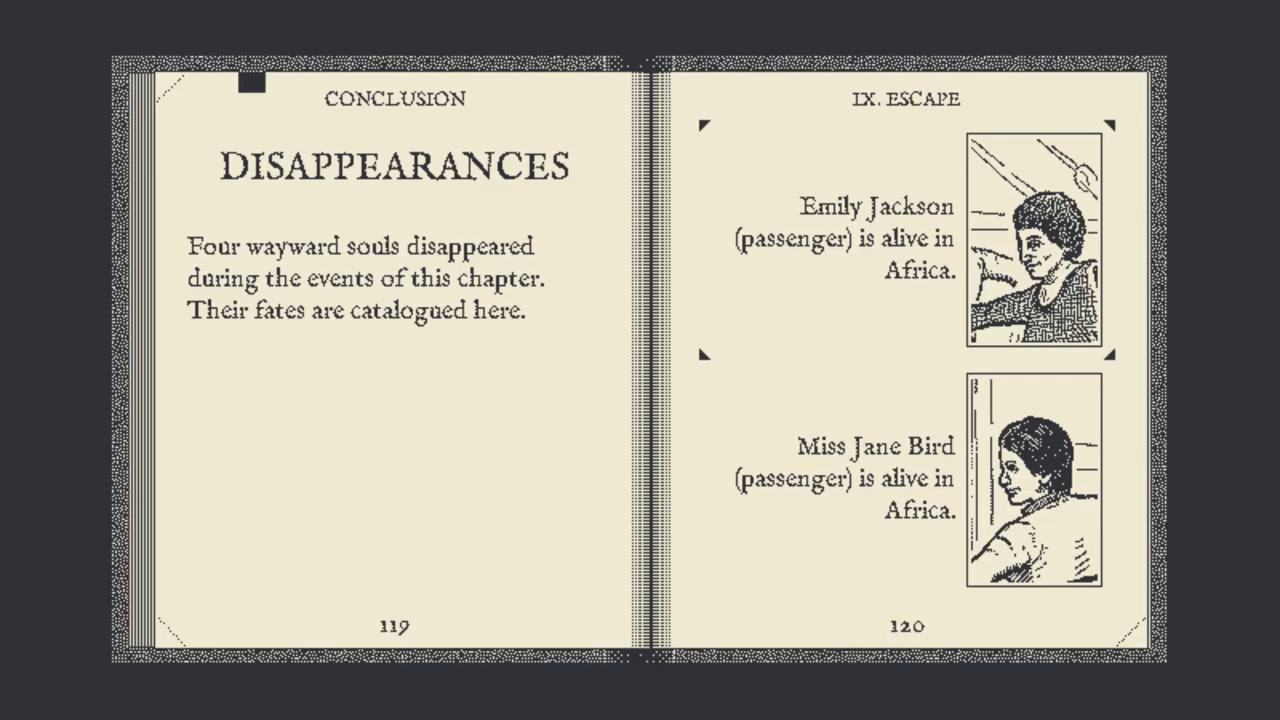 CONCLUSION
DISAPPEARANCES
Four wayward souls disappeared
during the events of this chapter.
Their fates are catalogued here.
119
IX. ESCAPE
Emily Jackson
(passenger) is alive in
Africa.
Miss Jane Bird
(passenger) is alive in
Africa.
120